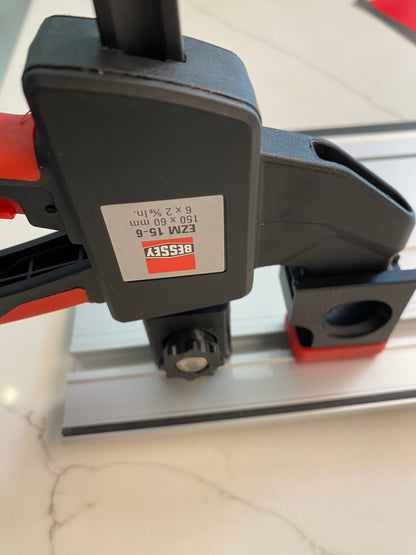 BESSEY
EZM 15-6
150 x 60 mm
6 x 2 ⅜ In.